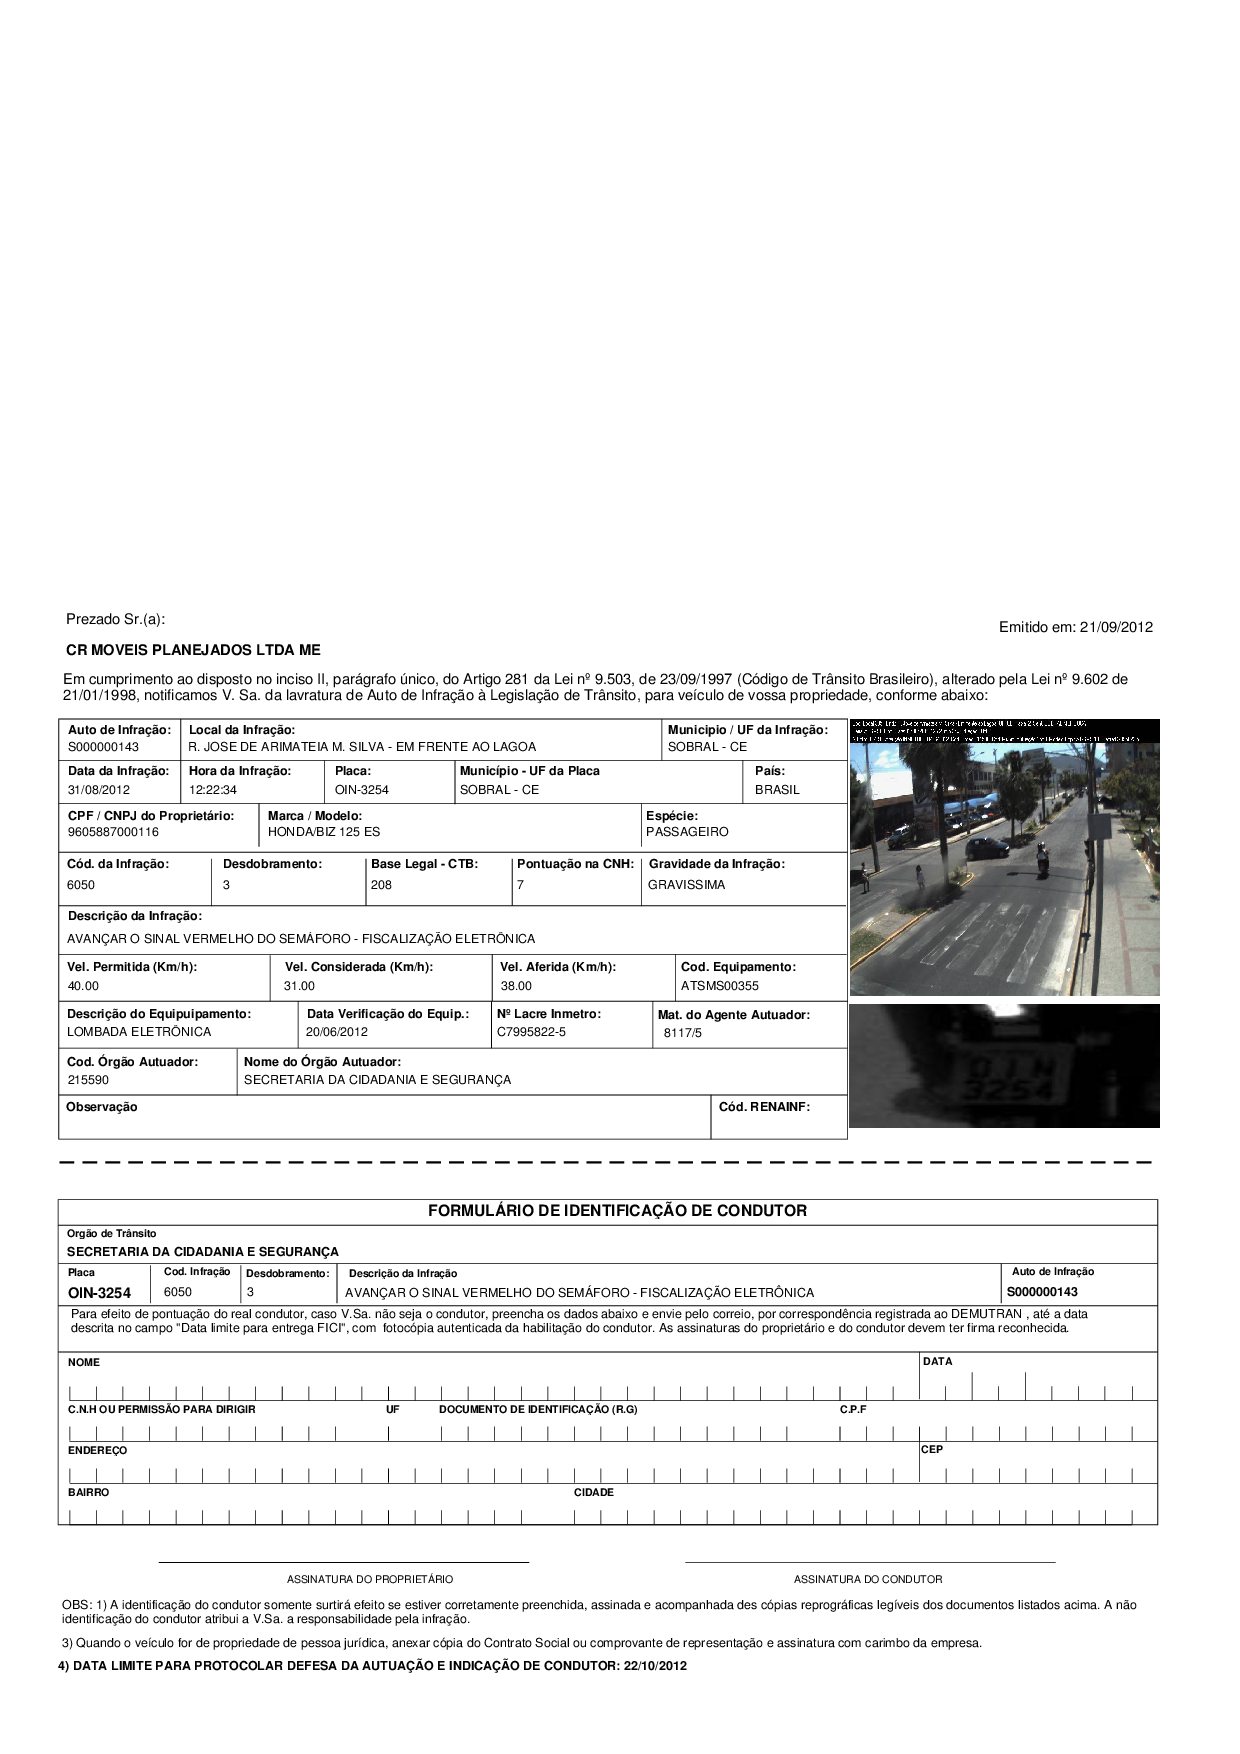 Prezado Sr.(a):
Emitido em: 21/09/2012
CR MOVEIS PLANEJADOS LTDA ME
Em cumprimento ao disposto no inciso II, parágrafo único, do Artigo 281 da Lei nº 9.503, de 23/09/1997 (Código de Trânsito Brasileiro), alterado pela Lei nº 9.602 de
21/01/1998, notificamos V. Sa. da lavratura de Auto de Infração à Legislação de Trânsito, para veículo de vossa propriedade, conforme abaixo:
Auto de Infração: Local da Infração: Municipio / UF da Infração:
S000000143 R. JOSE DE ARIMATEIA M. SILVA - EM FRENTE AO LAGOA SOBRAL - CE
Data da Infração: Hora da Infração: Placa: Município - UF da Placa País:
31/08/2012 12:22:34 OIN-3254 SOBRAL - CE BRASIL
CPF / CNPJ do Proprietário: Marca / Modelo: Espécie:
9605887000116 HONDA/BIZ 125 ES PASSAGEIRO
Cód. da Infração: Desdobramento: Base Legal - CTB: Pontuação na CNH: Gravidade da Infração:
6050 3 208 7 GRAVISSIMA
Descrição da Infração:
AVANÇAR O SINAL VERMELHO DO SEMÁFORO - FISCALIZAÇÃO ELETRÔNICA
Vel. Permitida (Km/h): Vel. Considerada (Km/h): Vel. Aferida (Km/h): Cod. Equipamento:
40.00 31.00 38.00 ATSMS00355
Descrição do Equipuipamento: Data Verificação do Equip.: Nº Lacre Inmetro: Mat. do Agente Autuador:
LOMBADA ELETRÔNICA 20/06/2012 C7995822-5 8117/5
Cod. Órgão Autuador: Nome do Órgão Autuador:
215590 SECRETARIA DA CIDADANIA E SEGURANÇA
Observação Cód. RENAINF:
OIN
3254
FORMULÁRIO DE IDENTIFICAÇÃO DE CONDUTOR
Orgão de Trânsito
SECRETARIA DA CIDADANIA E SEGURANÇA
Placa Cod. Infração Desdobramento: Descrição da Infração Auto de Infração
OIN-3254 6050 3 AVANÇAR O SINAL VERMELHO DO SEMÁFORO - FISCALIZAÇÃO ELETRÔNICA S000000143
Para efeito de pontuação do real condutor, caso V.Sa. não seja o condutor, preencha os dados abaixo e envie pelo correio, por correspondência registrada ao DEMUTRAN , até a data
descrita no campo "Data limite para entrega FICI", com fotocópia autenticada da habilitação do condutor. As assinaturas do proprietário e do condutor devem ter firma reconhecida.
NOME DATA
C.N.H OU PERMISSÃO PARA DIRIGIR UF DOCUMENTO DE IDENTIFICAÇÃO (R.G) C.P.F
ENDEREÇO CEP
BAIRRO CIDADE
ASSINATURA DO PROPRIETÁRIO ASSINATURA DO CONDUTOR
OBS: 1) A identificação do condutor somente surtirá efeito se estiver corretamente preenchida, assinada e acompanhada des cópias reprográficas legíveis dos documentos listados acima. A não
identificação do condutor atribui a V.Sa. a responsabilidade pela infração.
3) Quando o veículo for de propriedade de pessoa jurídica, anexar cópia do Contrato Social ou comprovante de representação e assinatura com carimbo da empresa.
4) DATA LIMITE PARA PROTOCOLAR DEFESA DA AUTUAÇÃO E INDICAÇÃO DE CONDUTOR: 22/10/2012